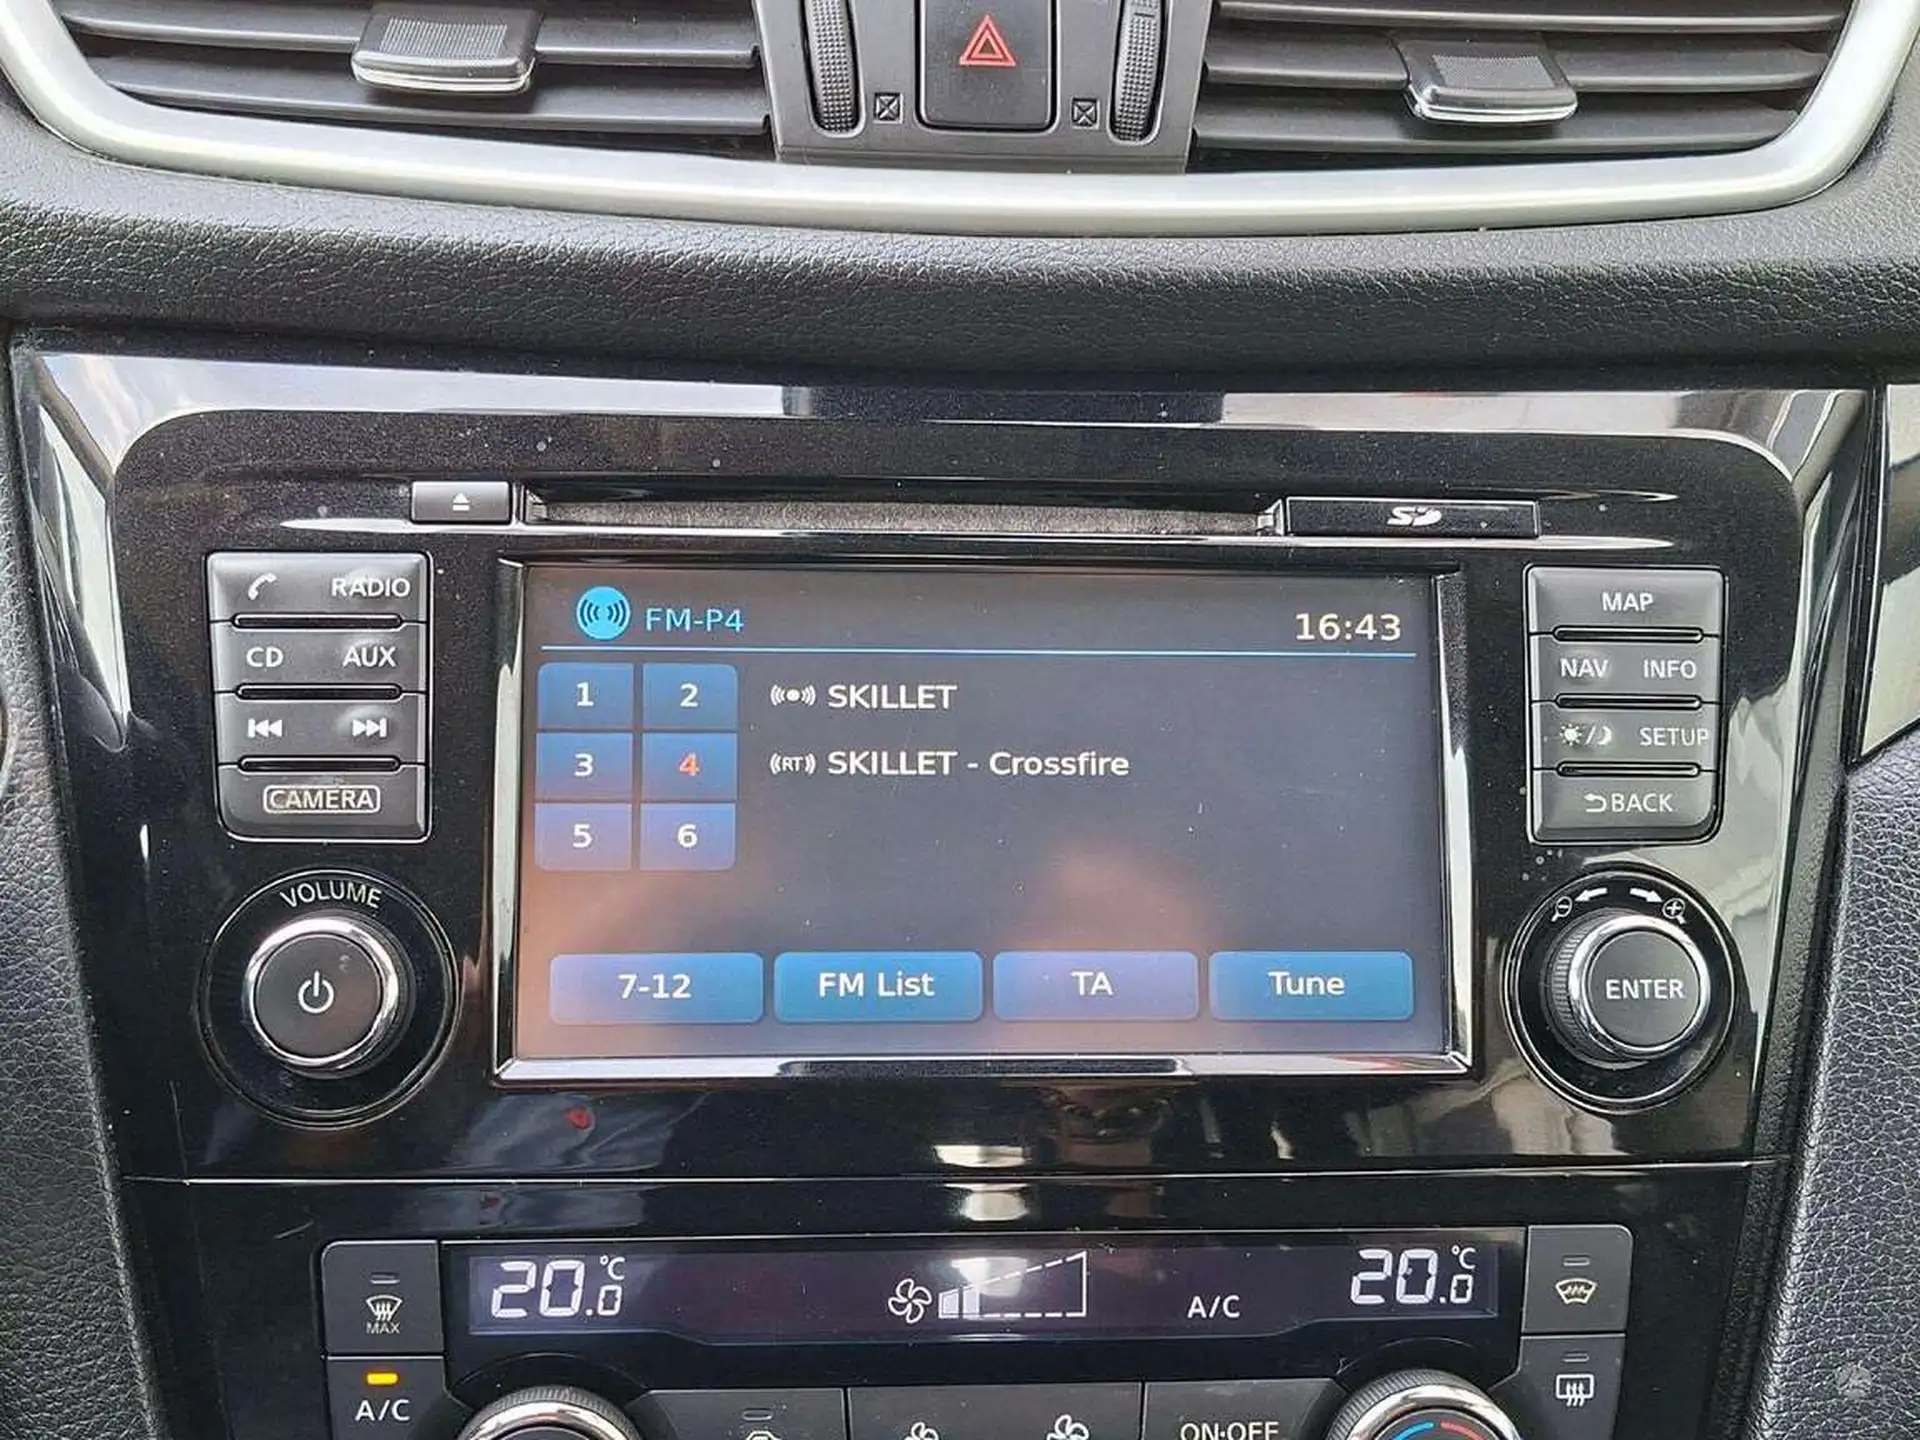 SD
RADIO
CD AUX
CAMERA
VOLUME
FM-P4 16:43
1 2 SKILLET
3 4 RT SKILLET - Crossfire
5 6
7-12 FM List TA Tune
MAP
NAV INFO
SETUP
BACK
ENTER
MAX
20.0 °C A/C 20.0 °C
A/C
ON·OFF